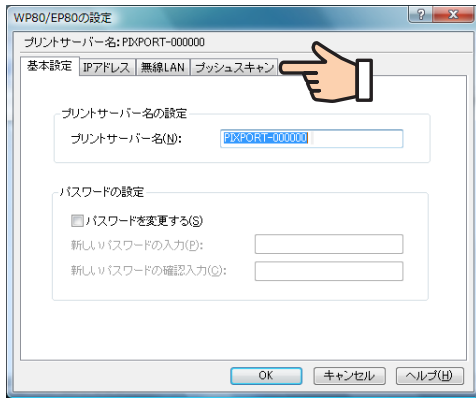 WP80/EP80の設定
プリントサーバー名:PIXPORT-000000
基本設定 IPアドレス 無線LAN プッシュスキャン
プリントサーバー名の設定
プリントサーバー名(N): PIXPORT-000000
パスワードの設定
パスワードを変更する(S)
新しいパスワードの入力(P):
新しいパスワードの確認入力(C):
OK キャンセル ヘルプ(H)